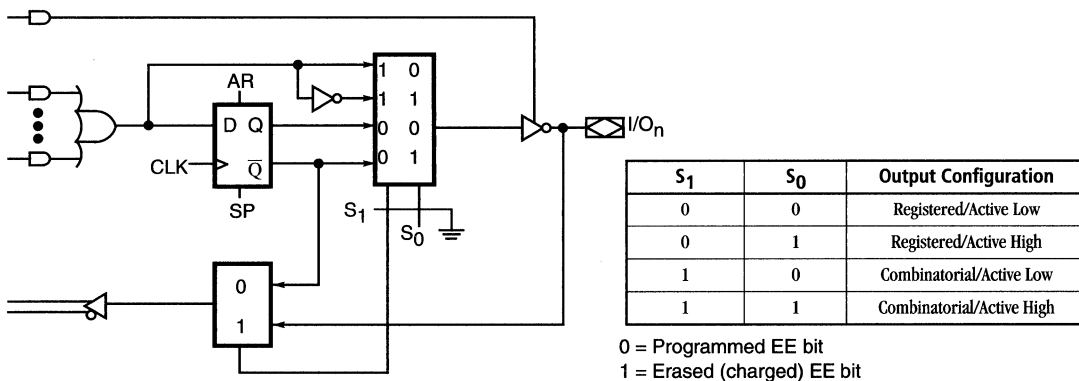 AR
D Q
CLK
Q̅
SP
1 0
1 1
0 0
0 1
S1
S0
I/On
0
1
S1 S0 Output Configuration
0 0 Registered/Active Low
0 1 Registered/Active High
1 0 Combinatorial/Active Low
1 1 Combinatorial/Active High
0 = Programmed EE bit
1 = Erased (charged) EE bit